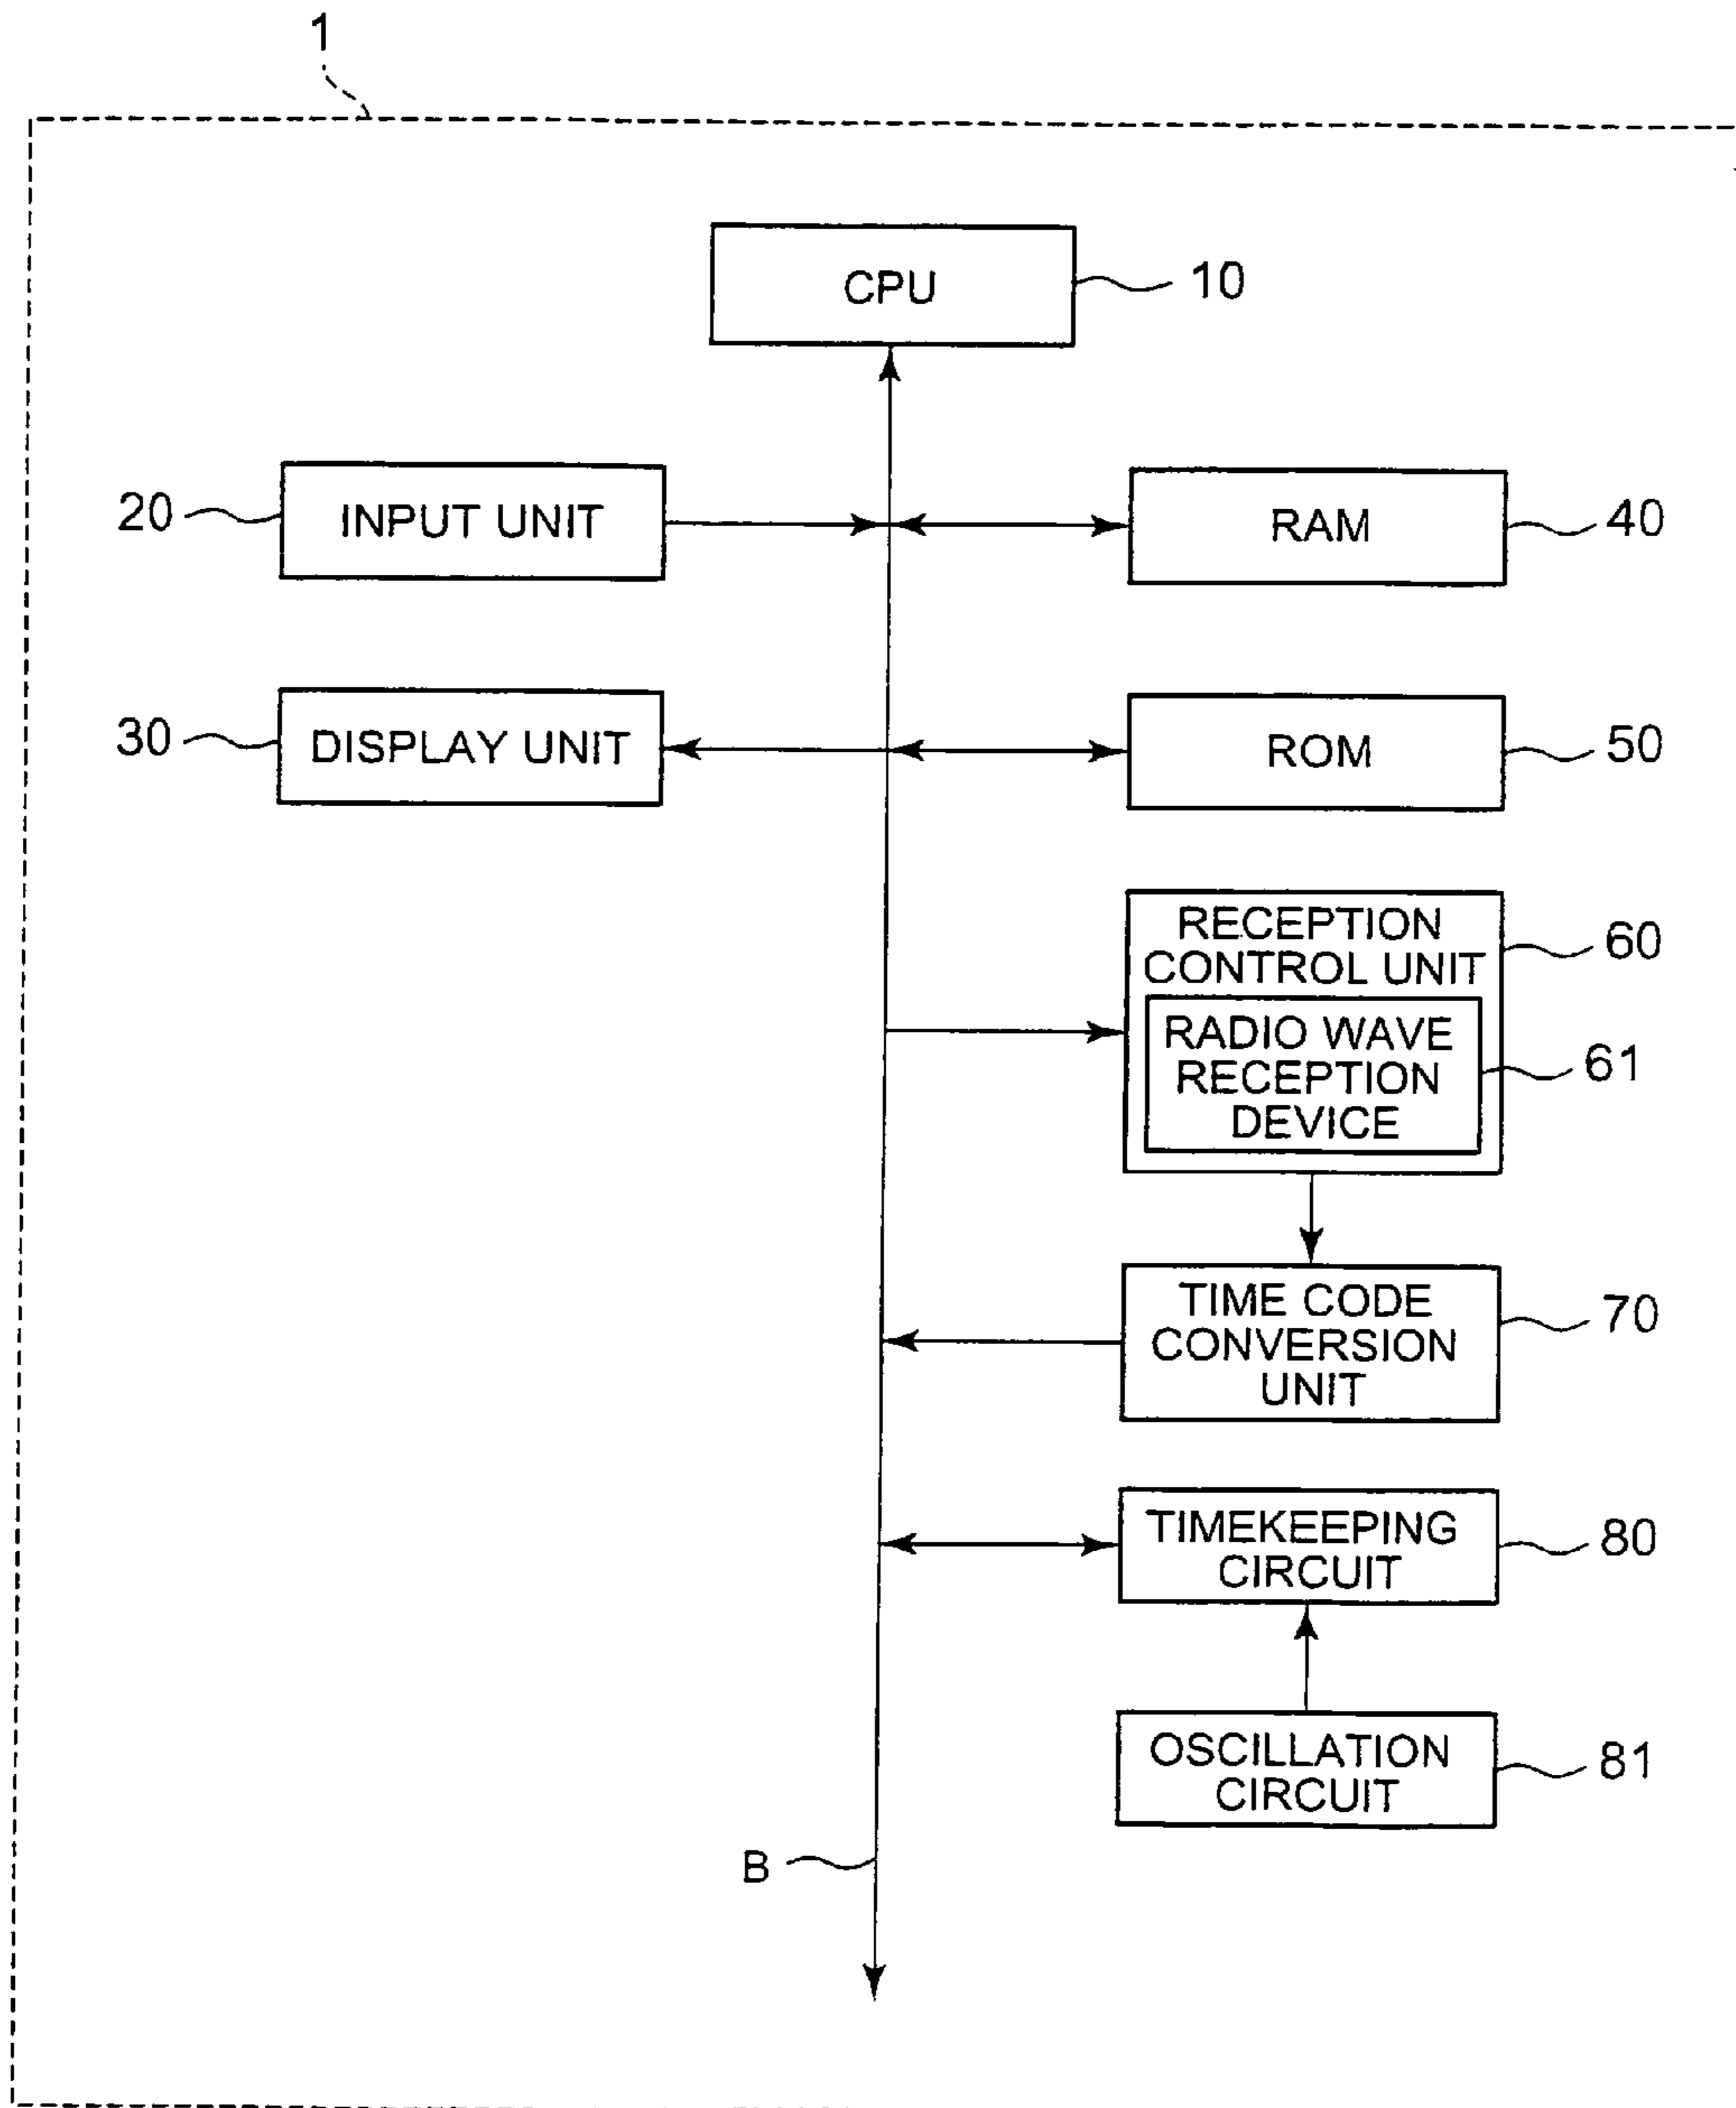 1
CPU
10
20
INPUT UNIT
RAM
40
30
DISPLAY UNIT
ROM
50
RECEPTION
CONTROL UNIT
60
RADIO WAVE
RECEPTION
DEVICE
61
TIME CODE
CONVERSION
UNIT
70
TIMEKEEPING
CIRCUIT
80
OSCILLATION
CIRCUIT
81
B